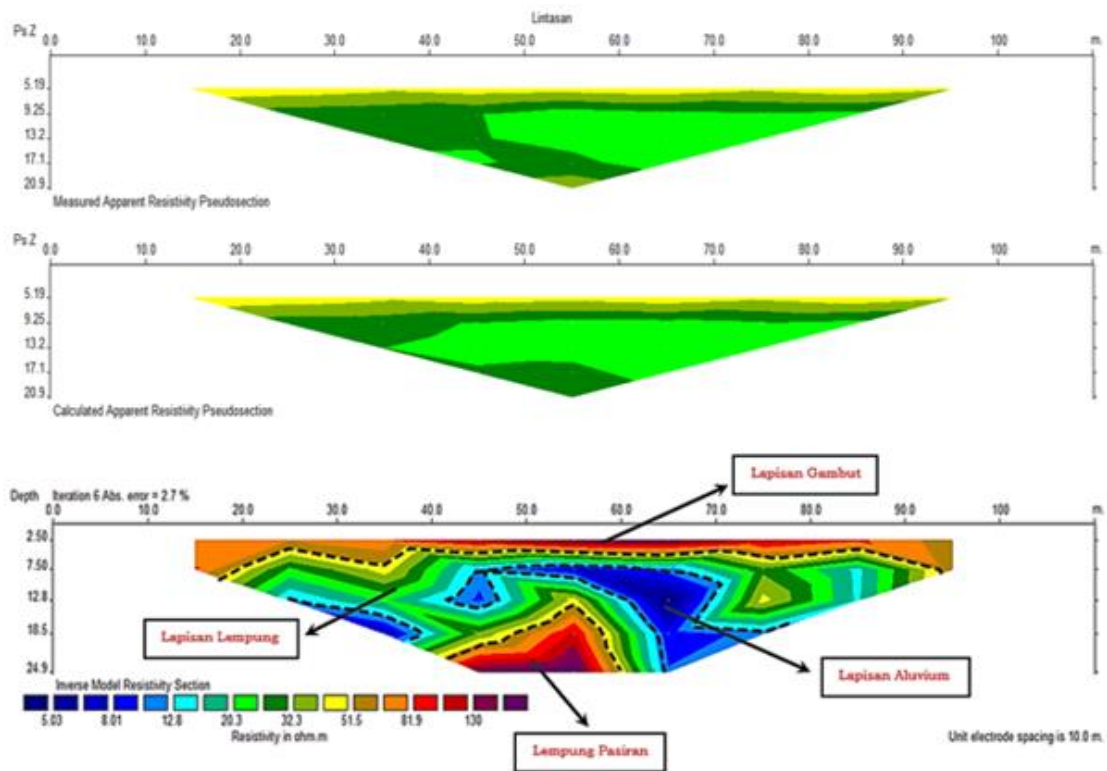 Lintasan
Ps Z 0.0 10.0 20.0 30.0 40.0 50.0 60.0 70.0 80.0 90.0 100 m.
5.19
9.25
13.2
17.1
20.9
Measured Apparent Resistivity Pseudosection
Ps Z 0.0 10.0 20.0 30.0 40.0 50.0 60.0 70.0 80.0 90.0 100 m.
5.19
9.25
13.2
17.1
20.9
Calculated Apparent Resistivity Pseudosection
Lapisan Gambut
Depth Iteration 6 Abs. error = 2.7 %
0.0 10.0 20.0 30.0 40.0 50.0 60.0 70.0 80.0 90.0 100 m.
2.50
7.50
12.8
18.5
24.9
Lapisan Lempung
Lapisan Aluvium
Inverse Model Resistivity Section
5.03 8.01 12.8 20.3 32.3 51.5 81.9 130
Resistivity in ohm.m
Lempung Pasiran
Unit electrode spacing is 10.0 m.